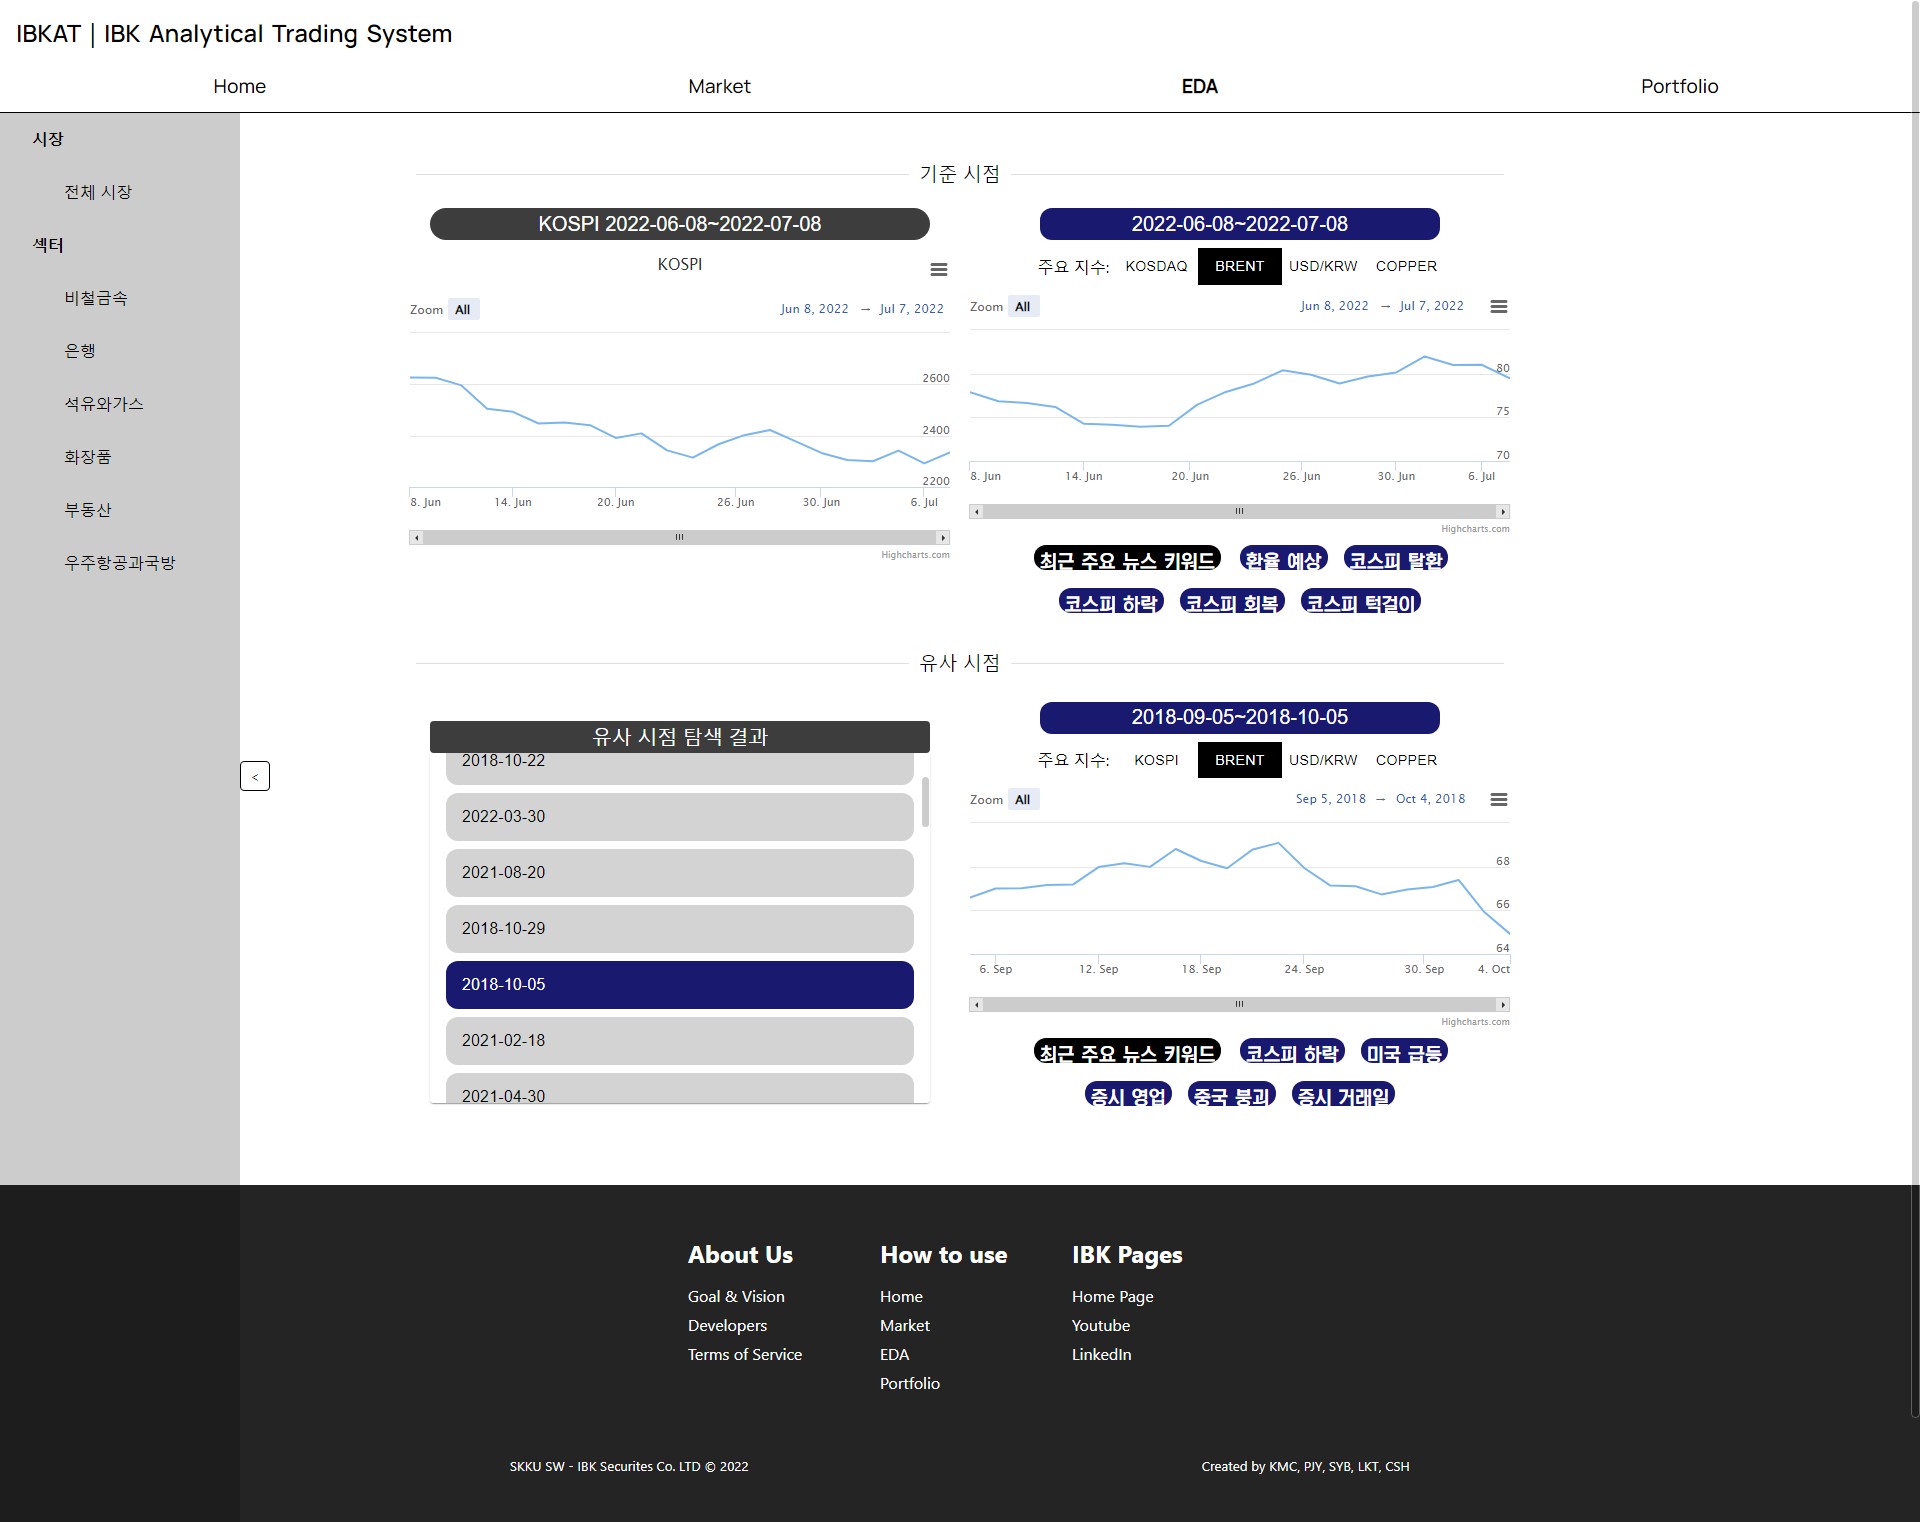 IBKAT | IBK Analytical Trading System
Home Market EDA Portfolio
시장
전체 시장
섹터
비철금속
은행
석유와가스
화장품
부동산
우주항공과국방
<
기준 시점
KOSPI 2022-06-08~2022-07-08
KOSPI
Zoom All Jun 8, 2022 → Jul 7, 2022
2600
2400
2200
8. Jun 14. Jun 20. Jun 26. Jun 30. Jun 6. Jul
Highcharts.com
2022-06-08~2022-07-08
주요 지수: KOSDAQ BRENT USD/KRW COPPER
Zoom All Jun 8, 2022 → Jul 7, 2022
80
75
70
8. Jun 14. Jun 20. Jun 26. Jun 30. Jun 6. Jul
Highcharts.com
최근 주요 뉴스 키워드 환율 예상 코스피 탈환
코스피 하락 코스피 회복 코스피 턱걸이
유사 시점
유사 시점 탐색 결과
2018-10-22
2022-03-30
2021-08-20
2018-10-29
2018-10-05
2021-02-18
2021-04-30
2018-09-05~2018-10-05
주요 지수: KOSPI BRENT USD/KRW COPPER
Zoom All Sep 5, 2018 → Oct 4, 2018
68
66
64
6. Sep 12. Sep 18. Sep 24. Sep 30. Sep 4. Oct
Highcharts.com
최근 주요 뉴스 키워드 코스피 하락 미국 급등
증시 영업 중국 붕괴 증시 거래일
About Us
Goal & Vision
Developers
Terms of Service
How to use
Home
Market
EDA
Portfolio
IBK Pages
Home Page
Youtube
LinkedIn
SKKU SW - IBK Securites Co. LTD © 2022
Created by KMC, PJY, SYB, LKT, CSH